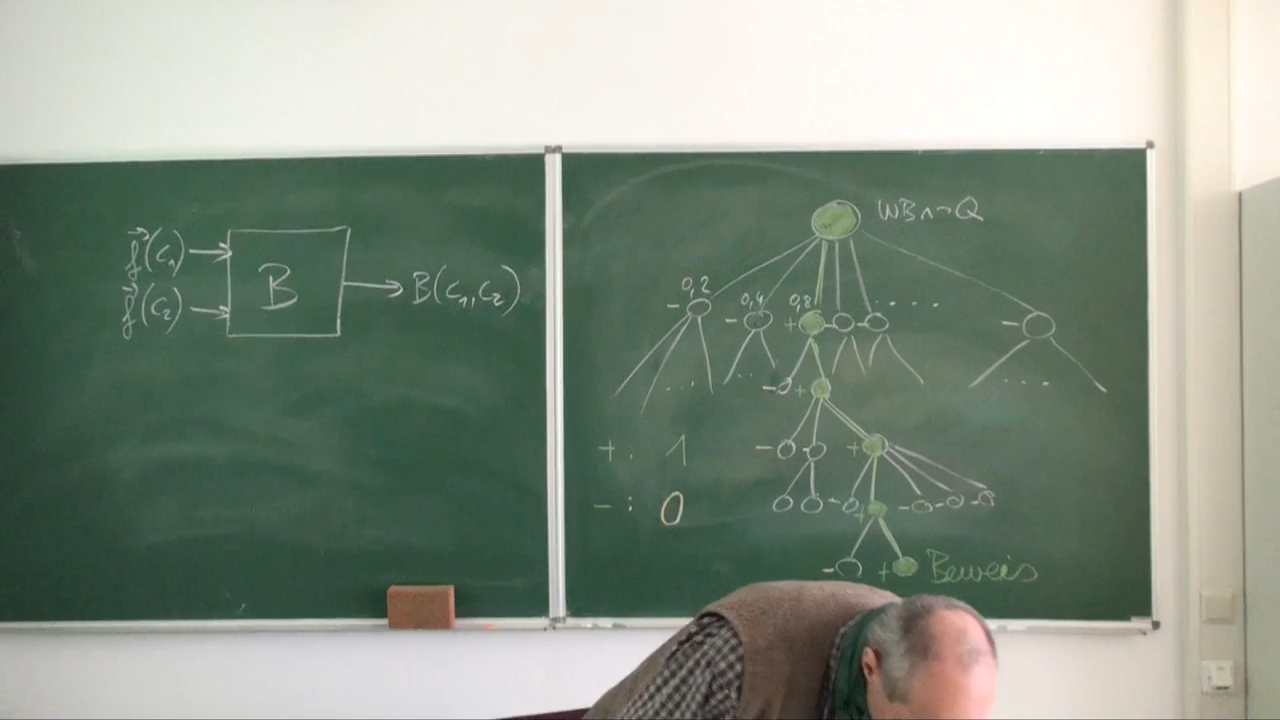 f⃗(C₁)
f⃗(C₂)
B
B(C₁,C₂)
WB∧¬Q
0,2
0,4
0,8
- - + -
. . . .
... ... ....
- +
+ : 1
- - +
- : 0
- + - - -
- + Beweis